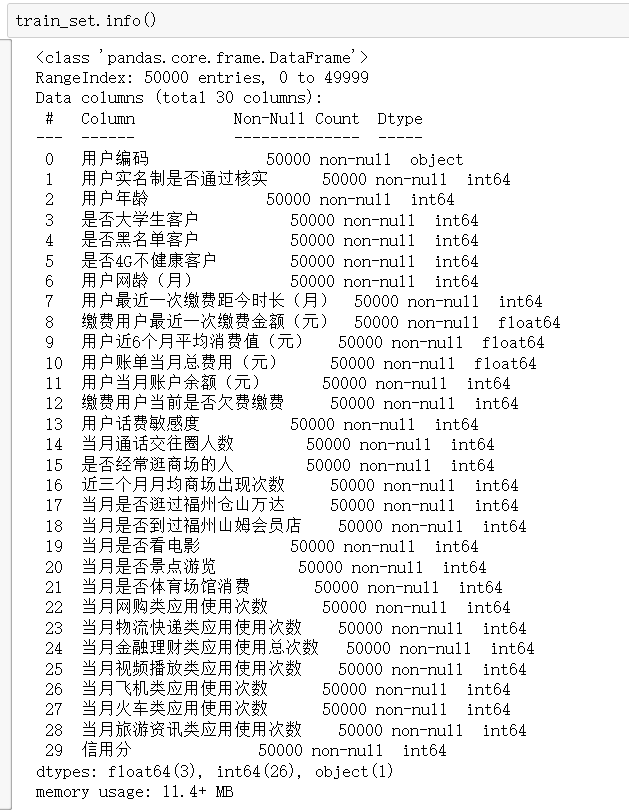 train_set.info()
<class 'pandas.core.frame.DataFrame'>
RangeIndex: 50000 entries, 0 to 49999
Data columns (total 30 columns):
 #   Column             Non-Null Count  Dtype
---  ------             --------------  -----
 0   用户编码               50000 non-null  object
 1   用户实名制是否通过核实        50000 non-null  int64
 2   用户年龄               50000 non-null  int64
 3   是否大学生客户            50000 non-null  int64
 4   是否黑名单客户            50000 non-null  int64
 5   是否4G不健康客户          50000 non-null  int64
 6   用户网龄（月）            50000 non-null  int64
 7   用户最近一次缴费距今时长（月）    50000 non-null  int64
 8   缴费用户最近一次缴费金额（元）    50000 non-null  float64
 9   用户近6个月平均消费值（元）     50000 non-null  float64
 10  用户账单当月总费用（元）       50000 non-null  float64
 11  用户当月账户余额（元）        50000 non-null  int64
 12  缴费用户当前是否欠费缴费       50000 non-null  int64
 13  用户话费敏感度            50000 non-null  int64
 14  当月通话交往圈人数          50000 non-null  int64
 15  是否经常逛商场的人          50000 non-null  int64
 16  近三个月月均商场出现次数       50000 non-null  int64
 17  当月是否逛过福州仓山万达       50000 non-null  int64
 18  当月是否到过福州山姆会员店      50000 non-null  int64
 19  当月是否看电影            50000 non-null  int64
 20  当月是否景点游览           50000 non-null  int64
 21  当月是否体育场馆消费         50000 non-null  int64
 22  当月网购类应用使用次数        50000 non-null  int64
 23  当月物流快递类应用使用次数      50000 non-null  int64
 24  当月金融理财类应用使用总次数     50000 non-null  int64
 25  当月视频播放类应用使用次数      50000 non-null  int64
 26  当月飞机类应用使用次数        50000 non-null  int64
 27  当月火车类应用使用次数        50000 non-null  int64
 28  当月旅游资讯类应用使用次数      50000 non-null  int64
 29  信用分                50000 non-null  int64
dtypes: float64(3), int64(26), object(1)
memory usage: 11.4+ MB